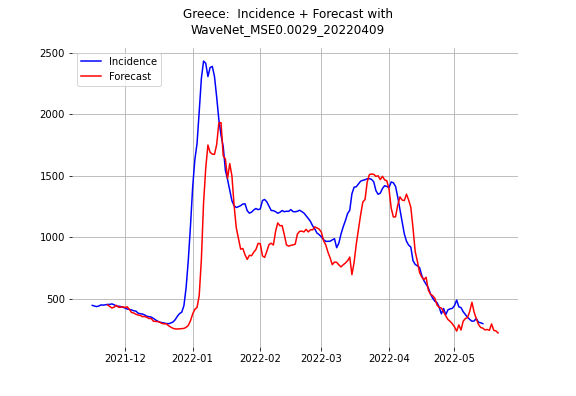 Greece:  Incidence + Forecast with
WaveNet_MSE0.0029_20220409
Incidence
Forecast
2500
2000
1500
1000
500
2021-12
2022-01
2022-02
2022-03
2022-04
2022-05